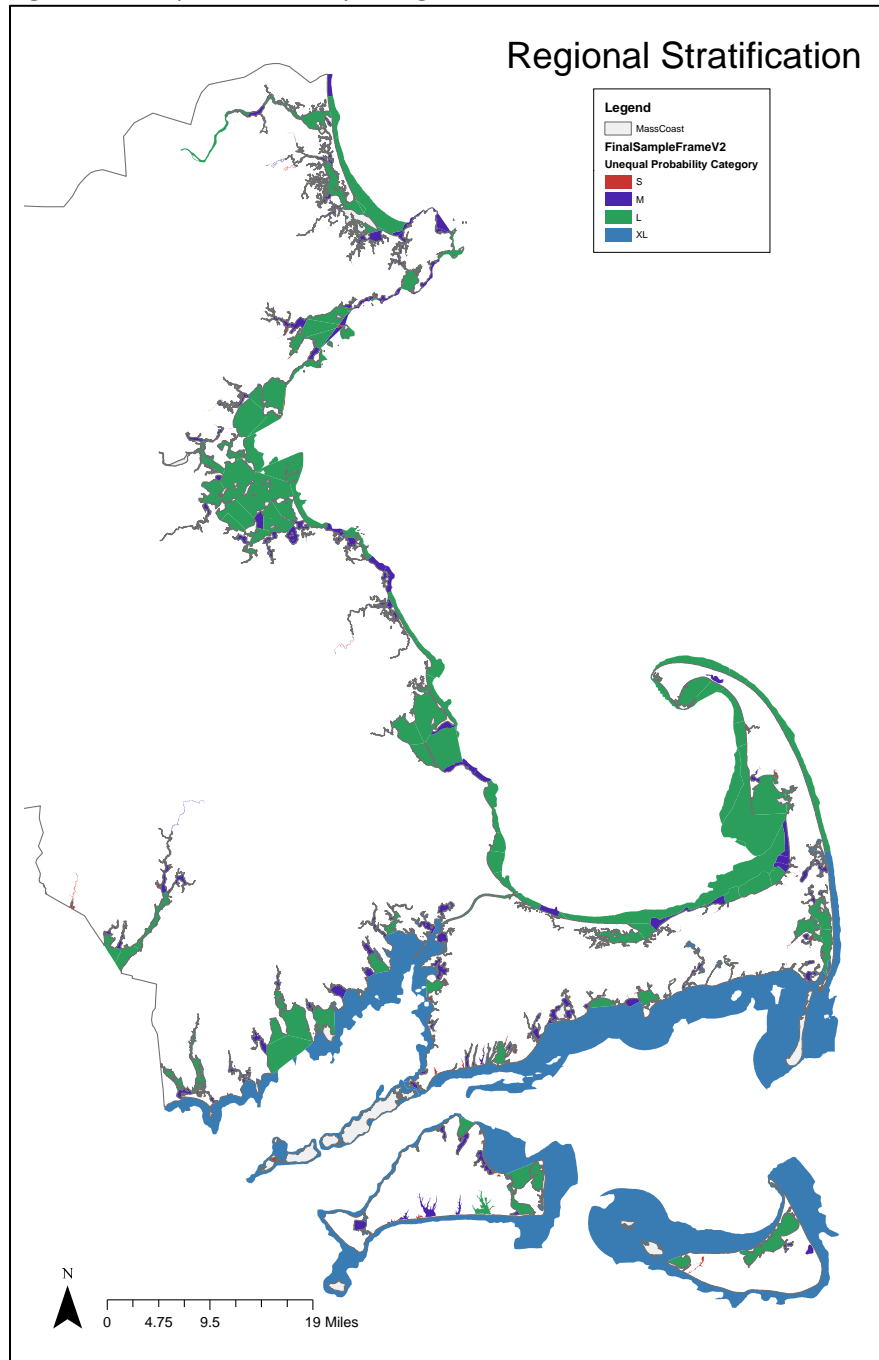 Regional Stratification
Legend
MassCoast
FinalSampleFrameV2
Unequal Probability Category
S
M
L
XL
N
0 4.75 9.5 19 Miles